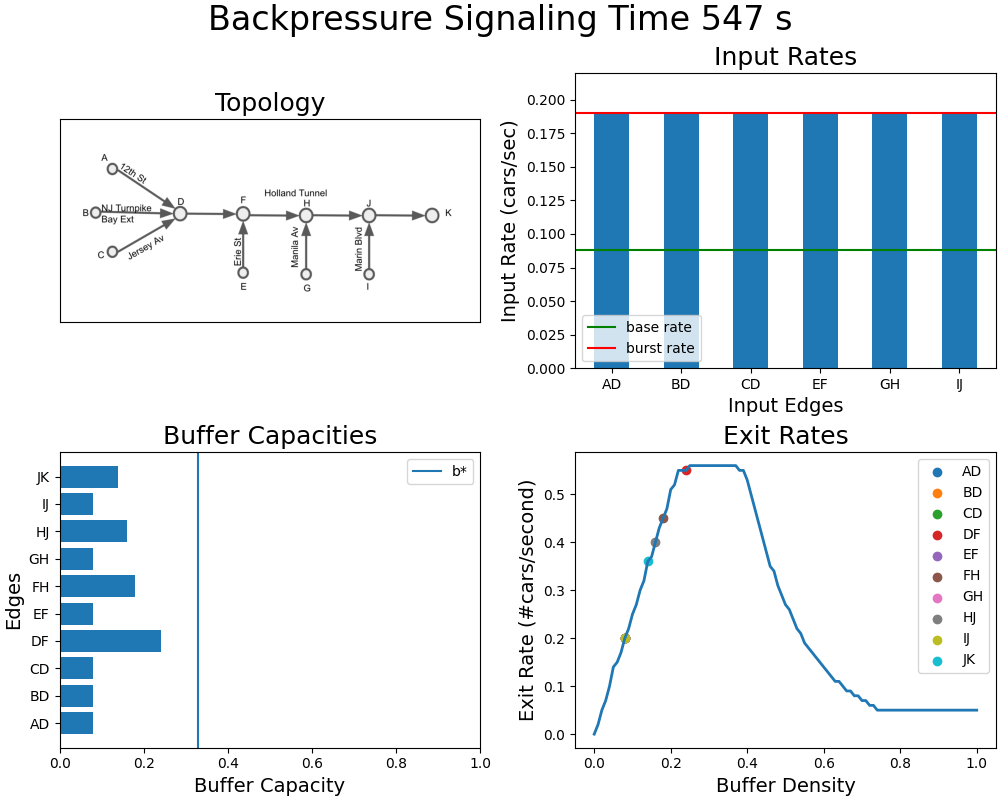 Backpressure Signaling Time 547 s
Topology
A
12th St
B
NJ Turnpike
Bay Ext
C
Jersey Av
D
F
Holland Tunnel
H
J
K
Erie St
Manila Av
Marin Blvd
E
G
I
Input Rates
Input Rate (cars/sec)
0.200
0.175
0.150
0.125
0.100
0.075
0.050
0.025
0.000
base rate
burst rate
AD BD CD EF GH IJ
Input Edges
Buffer Capacities
Edges
JK
IJ
HJ
GH
FH
EF
DF
CD
BD
AD
b*
0.0 0.2 0.4 0.6 0.8 1.0
Buffer Capacity
Exit Rates
Exit Rate (#cars/second)
0.5
0.4
0.3
0.2
0.1
0.0
AD
BD
CD
DF
EF
FH
GH
HJ
IJ
JK
0.0 0.2 0.4 0.6 0.8 1.0
Buffer Density